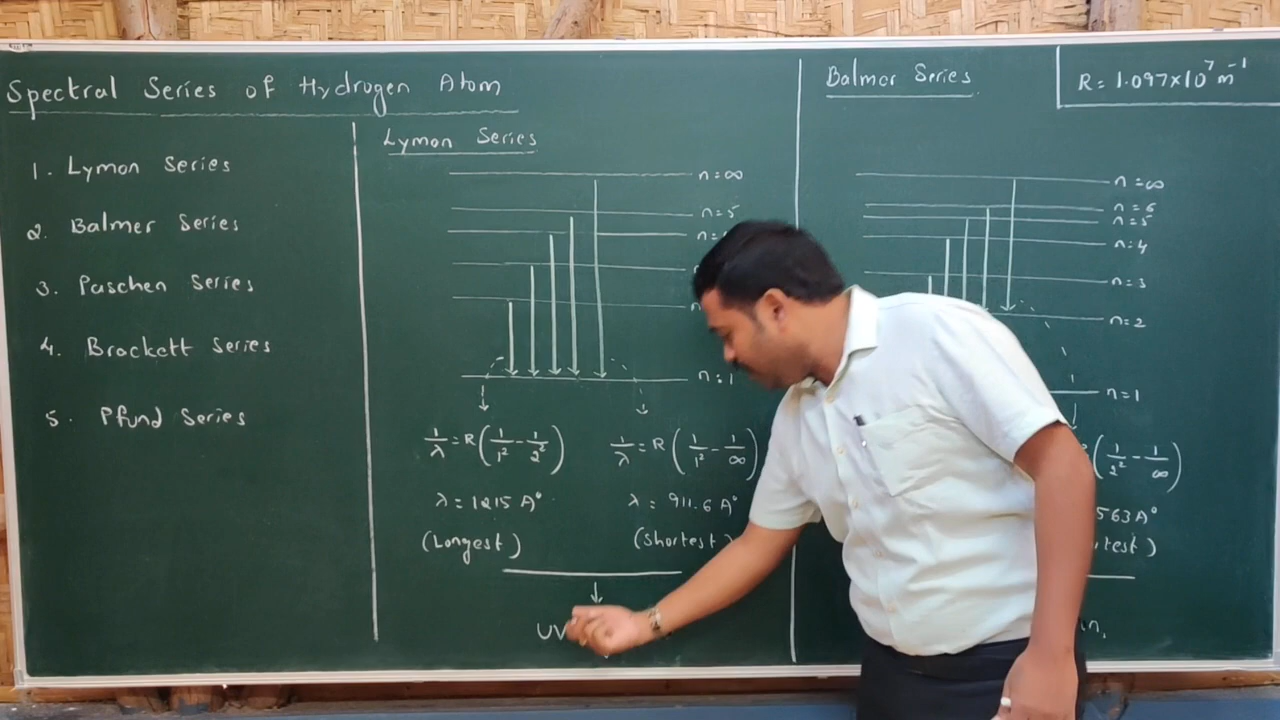 Spectral Series of Hydrogen Atom
1. Lymon Series
2. Balmer Series
3. Paschen Series
4. Brackett Series
5. Pfund Series
Lymon Series
n=∞
n=5
n=
n
n=1
1/λ = R(1/1² - 1/2²)
1/λ = R(1/1² - 1/∞)
λ = 1215 A°
λ = 911.6 A°
(Longest)
(Shortest)
UV
Balmer Series
R = 1.097×10⁷ m⁻¹
n=∞
n=6
n=5
n=4
n=3
n=2
n=1
(1/2² - 1/∞)
563 A°
test)